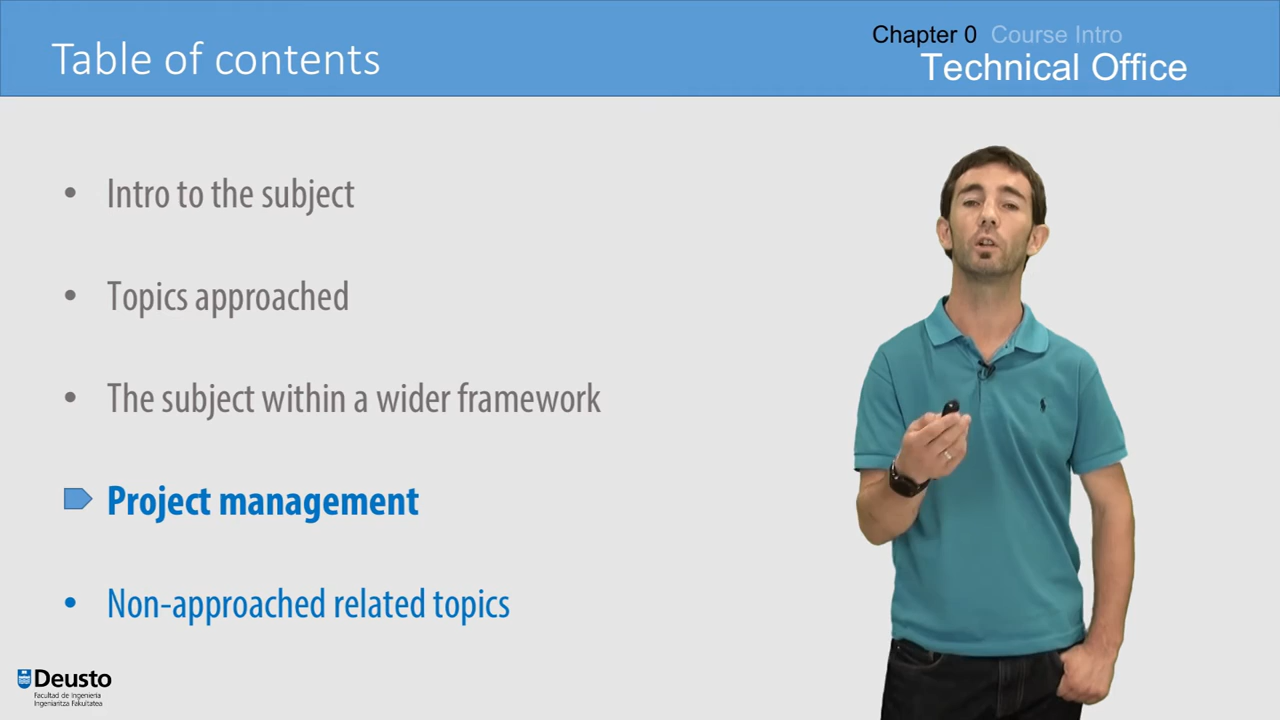 Table of contents
Chapter 0 Course Intro
Technical Office
• Intro to the subject
• Topics approached
• The subject within a wider framework
Project management
• Non-approached related topics
Deusto
Facultad de Ingeniería
Ingeniaritza Fakultatea